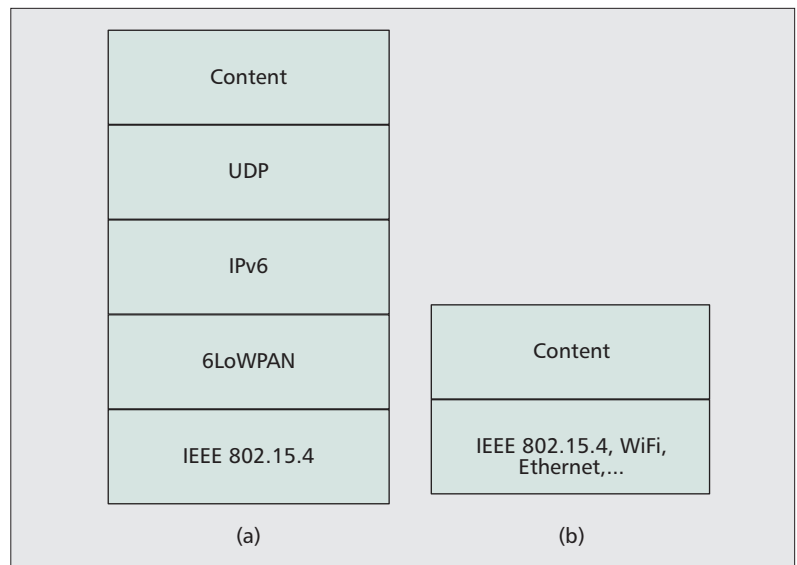 Content
UDP
IPv6
6LoWPAN
IEEE 802.15.4
(a)
Content
IEEE 802.15.4, WiFi,
Ethernet,...
(b)